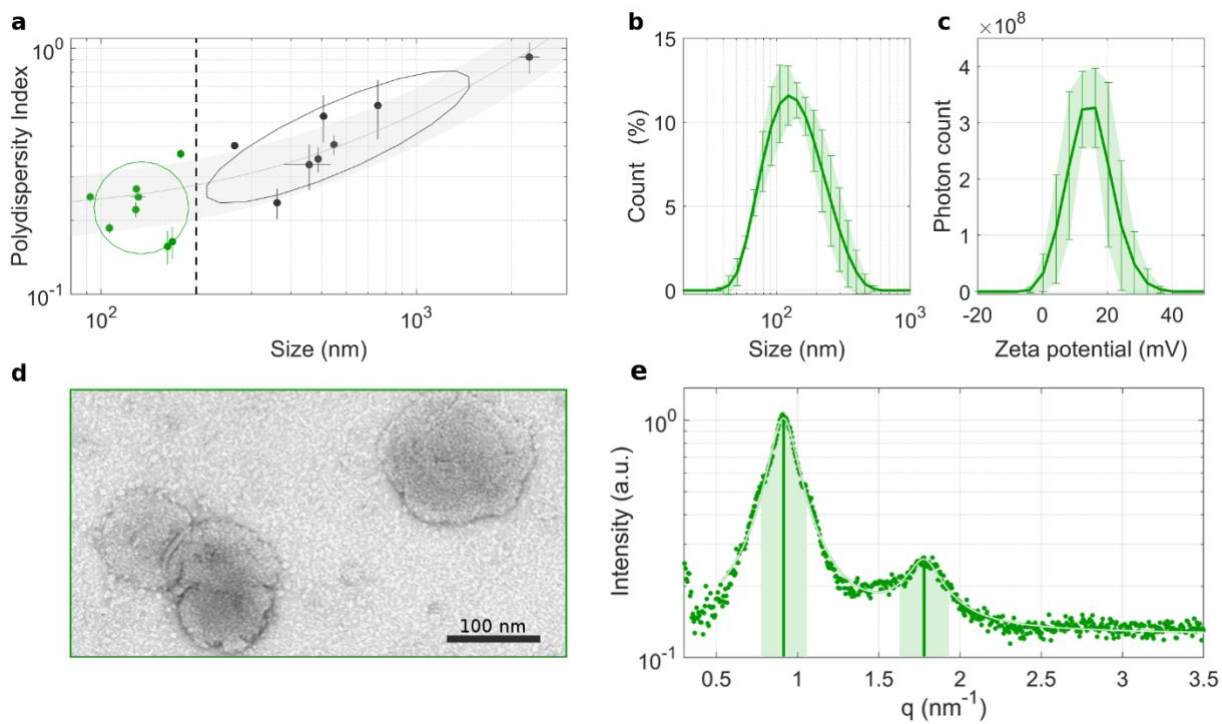 a
10⁰
10⁻¹
Polydispersity Index
10² 10³
Size (nm)
b
15
10
5
0
Count (%)
10² 10³
Size (nm)
c
×10⁸
4
3
2
1
0
Photon count
-20 0 20 40
Zeta potential (mV)
d
100 nm
e
10⁰
10⁻¹
Intensity (a.u.)
0.5 1 1.5 2 2.5 3 3.5
q (nm⁻¹)